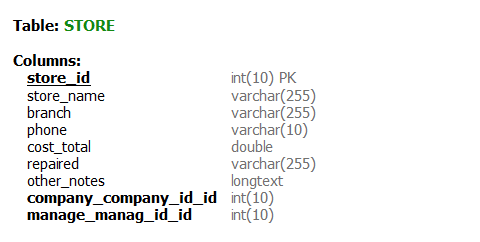 Table: STORE
Columns:
store_id int(10) PK
store_name varchar(255)
branch varchar(255)
phone varchar(10)
cost_total double
repaired varchar(255)
other_notes longtext
company_company_id_id int(10)
manage_manag_id_id int(10)